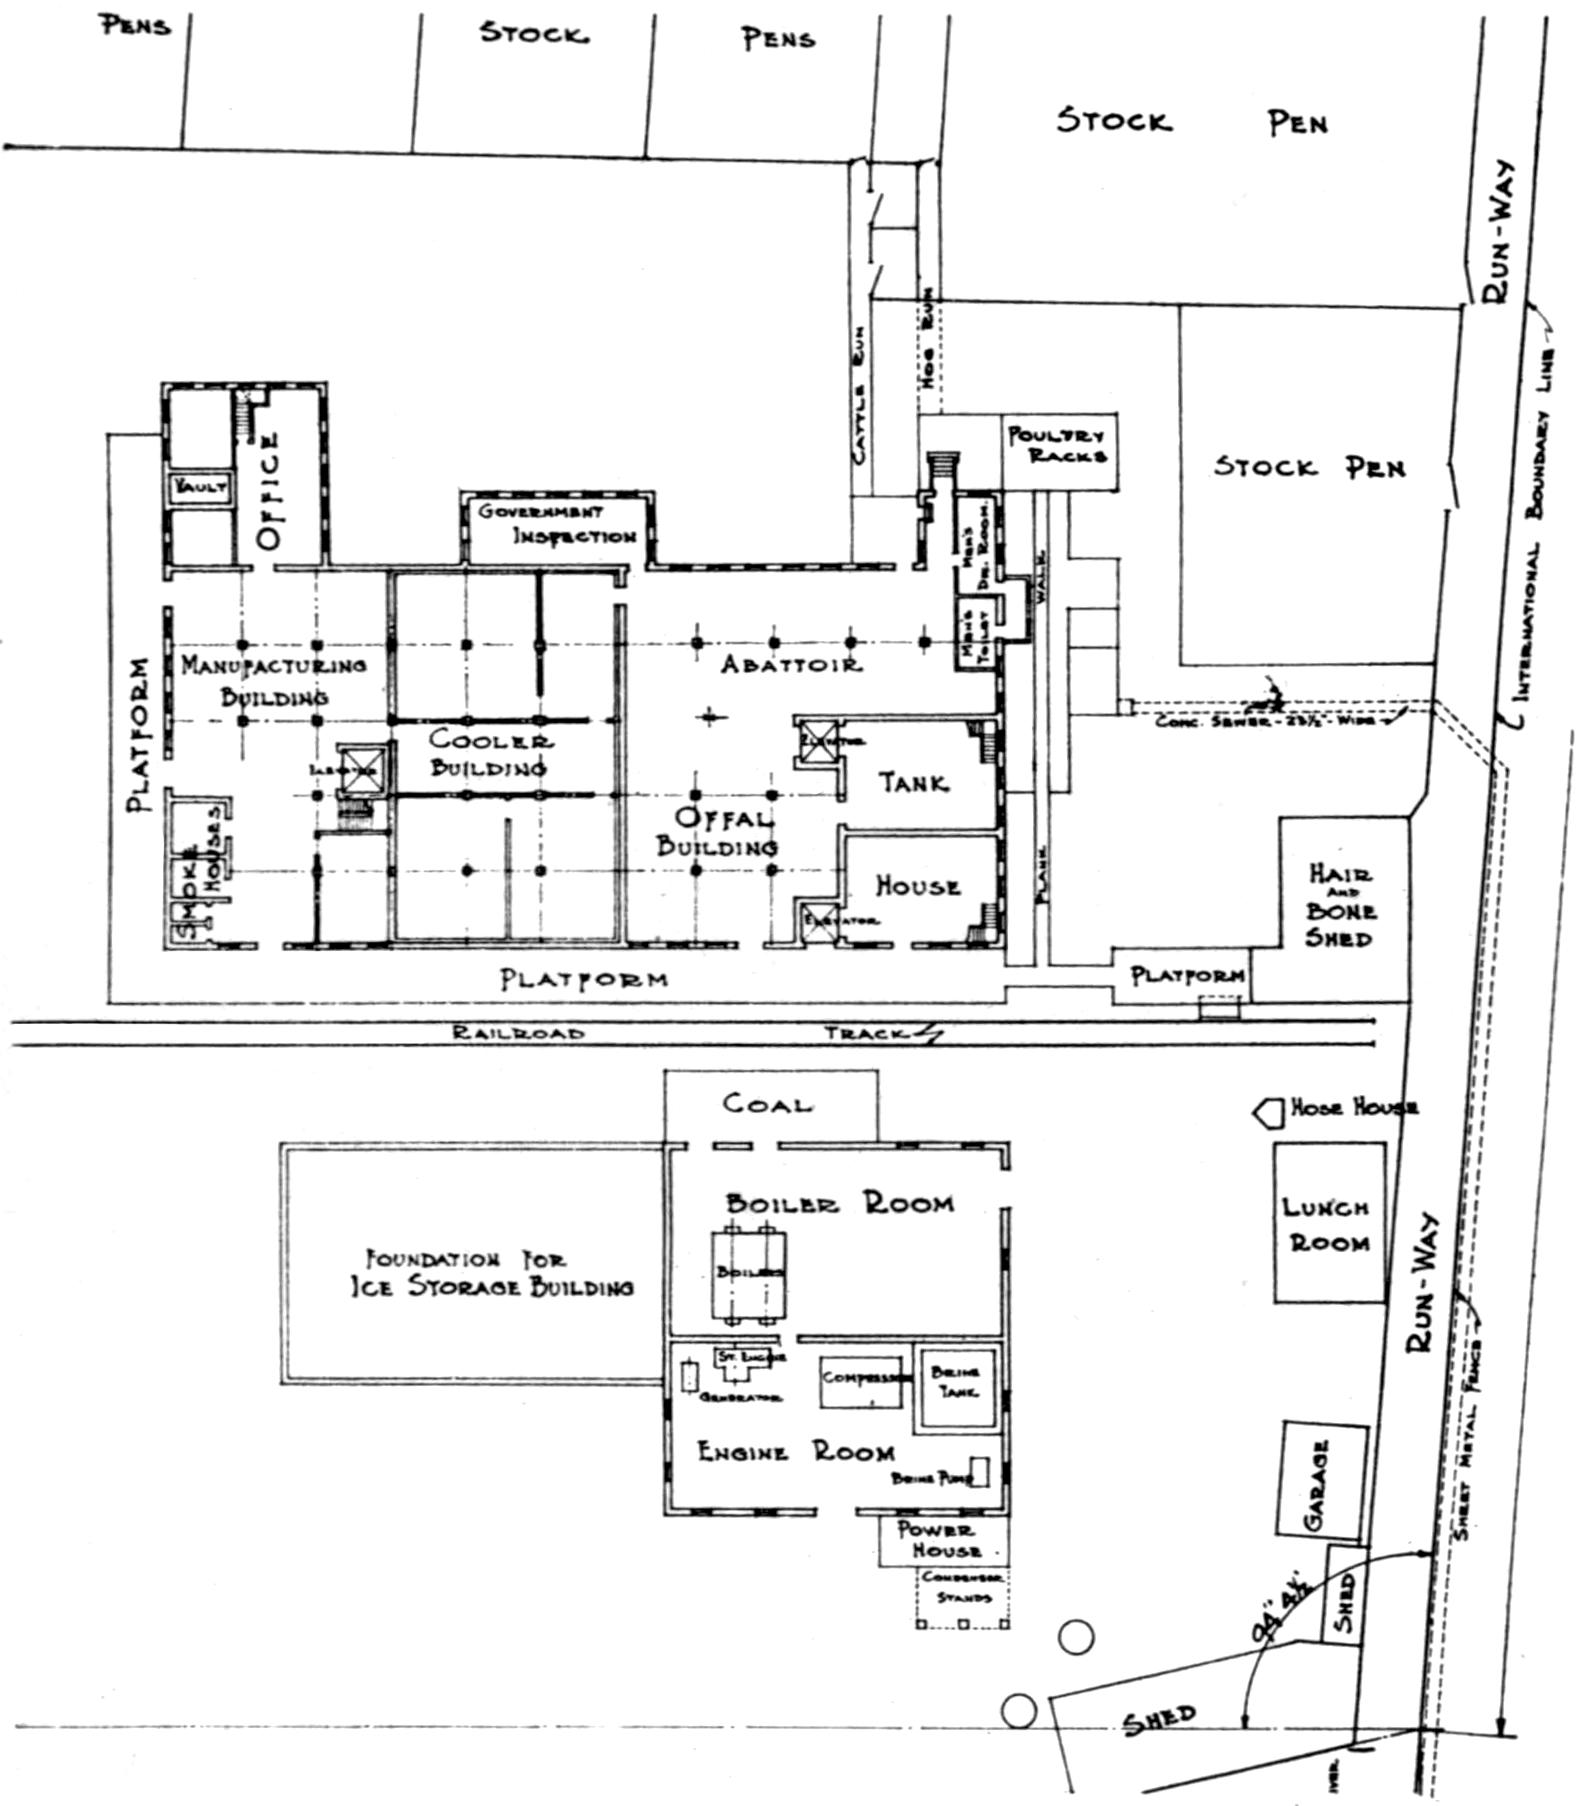 PENS
STOCK
PENS
STOCK PEN
RUN-WAY
INTERNATIONAL BOUNDARY LINE
HOG RUN
CATTLE RUN
POULTRY
RACKS
STOCK PEN
OFFICE
VAULT
GOVERNMENT
INSPECTION
MEN'S
DR. ROOM.
MEN'S
TOILET
WALK
PLANK
MANUFACTURING
BUILDING
ABATTOIR
PLATFORM
COOLER
BUILDING
ELEVATOR
ELEVATOR
TANK
CONC. SEWER - 23½" - WIDE
OFFAL
BUILDING
SMOKE
HOUSES
HOUSE
ELEVATOR
HAIR
AND
BONE
SHED
PLATFORM
PLATFORM
RAILROAD TRACK
COAL
HOSE HOUSE
BOILER ROOM
LUNCH
ROOM
FOUNDATION FOR
ICE STORAGE BUILDING
BOILERS
RUN-WAY
ST. ENGINE
GENERATOR
COMPRESSOR
BRINE
TANK
SHEET METAL FENCE
ENGINE ROOM
BRINE PUMP
GARAGE
POWER
HOUSE
CONDENSER
STANDS
SHED
94" 4½"
SHED